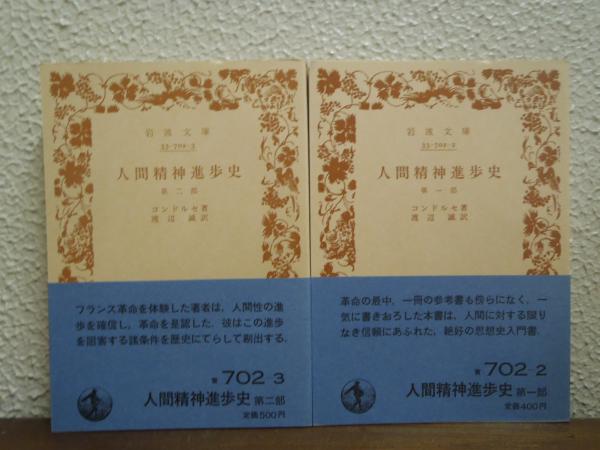 岩波文庫
33-702-3
人間精神進歩史
第二部
コンドルセ著
渡辺誠訳
フランス革命を体験した著者は、人間性の進
歩を確信し、革命を是認した。彼はこの進歩
を阻害する諸条件を歴史にてらして剔出する。
青 702-3
人間精神進歩史 第二部
定価500円
岩波文庫
33-702-2
人間精神進歩史
第一部
コンドルセ著
渡辺誠訳
革命の最中、一冊の参考書も傍らになく、一
気に書きおろした本書は、人間に対する限り
なき信頼にあふれた、絶好の思想史入門書。
青 702-2
人間精神進歩史 第一部
定価400円